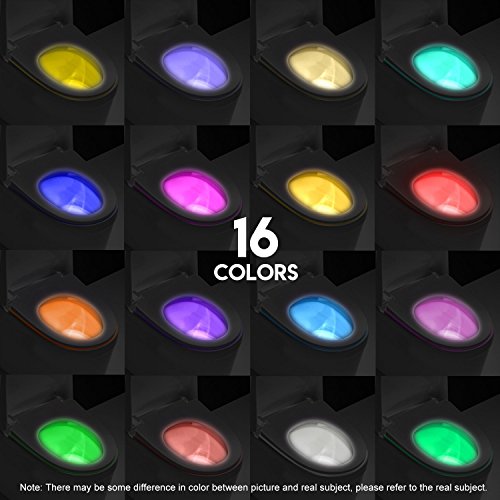 16
COLORS
Note: There may be some difference in color between picture and real subject, please refer to the real subject.